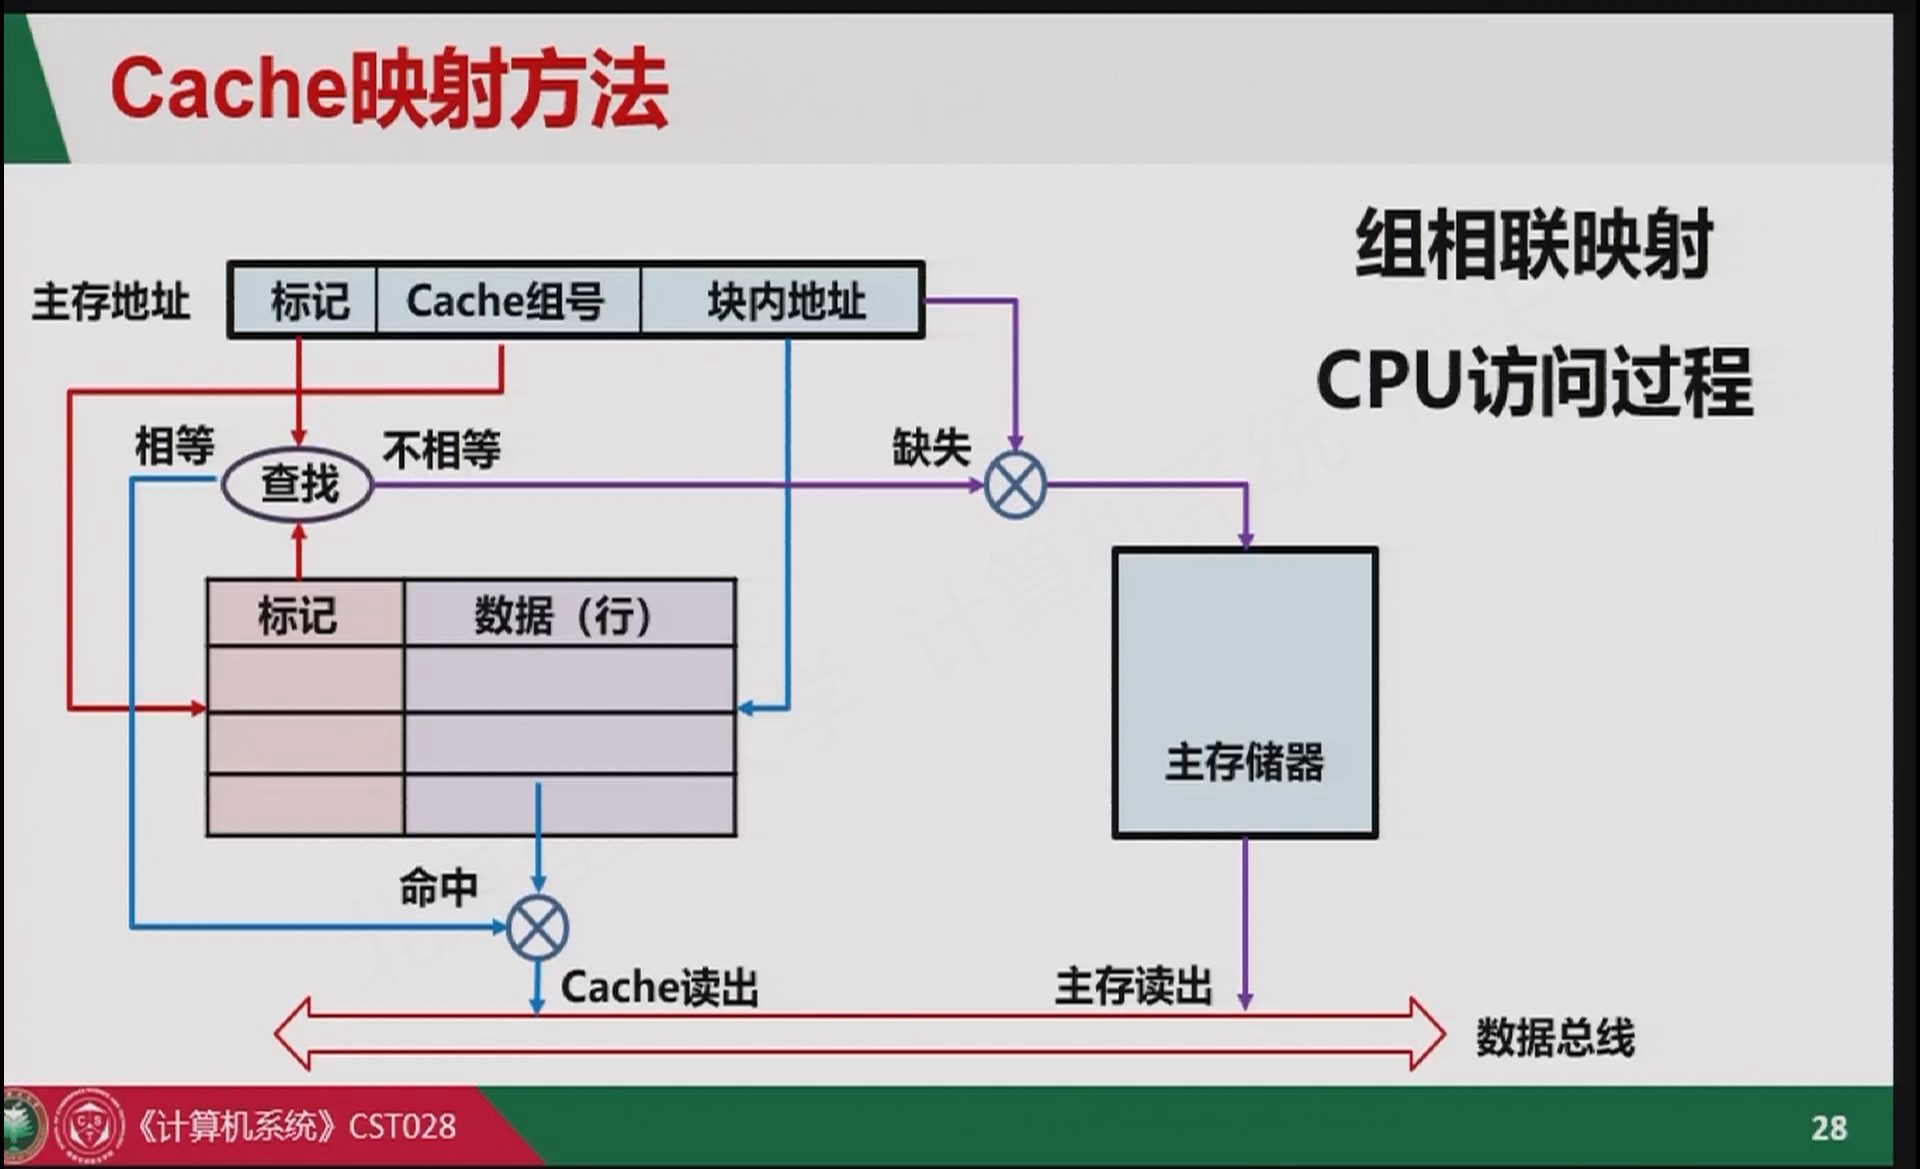 Cache映射方法
组相联映射
CPU访问过程
主存地址
标记
Cache组号
块内地址
相等
查找
不相等
缺失
标记
数据（行）
主存储器
命中
Cache读出
主存读出
数据总线
《计算机系统》CST028
28